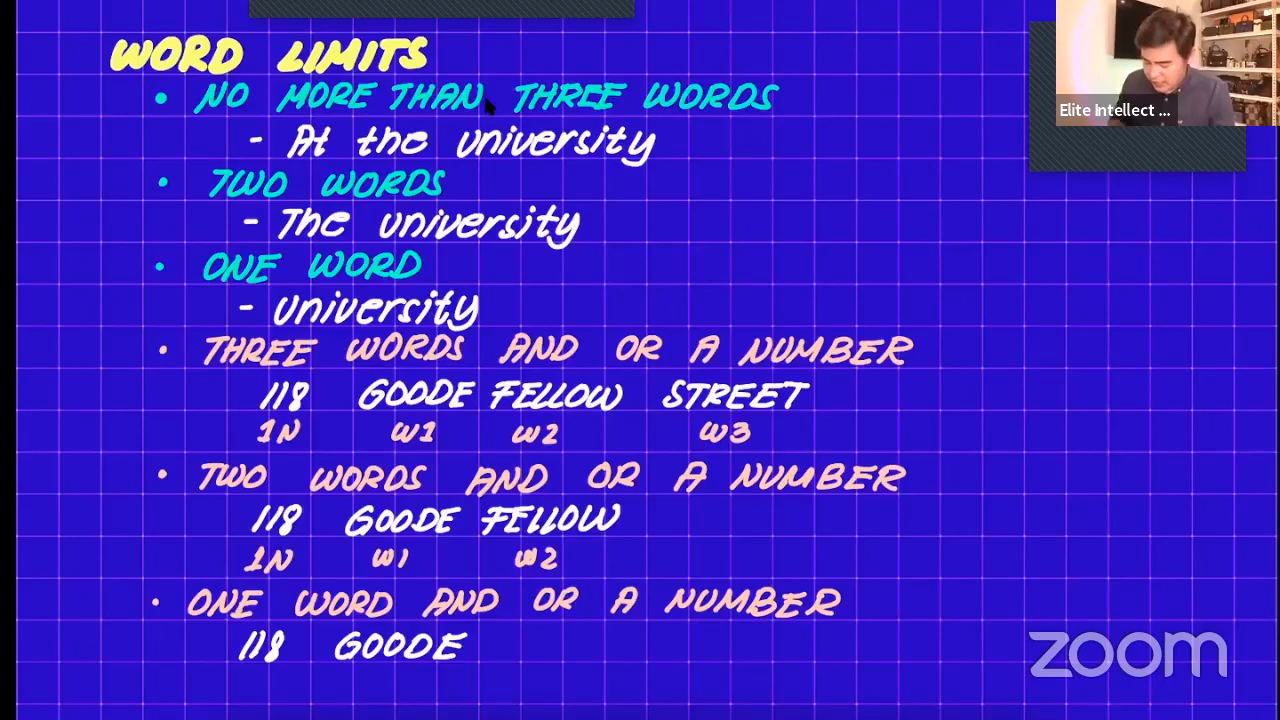 WORD LIMITS
• NO MORE THAN THREE WORDS
- At the university
• TWO WORDS
- The university
• ONE WORD
- university
• THREE WORDS AND OR A NUMBER
118 GOODE FELLOW STREET
1N W1 W2 W3
• TWO WORDS AND OR A NUMBER
118 GOODE FELLOW
1N W1 W2
• ONE WORD AND OR A NUMBER
118 GOODE
Elite Intellect ...
zoom